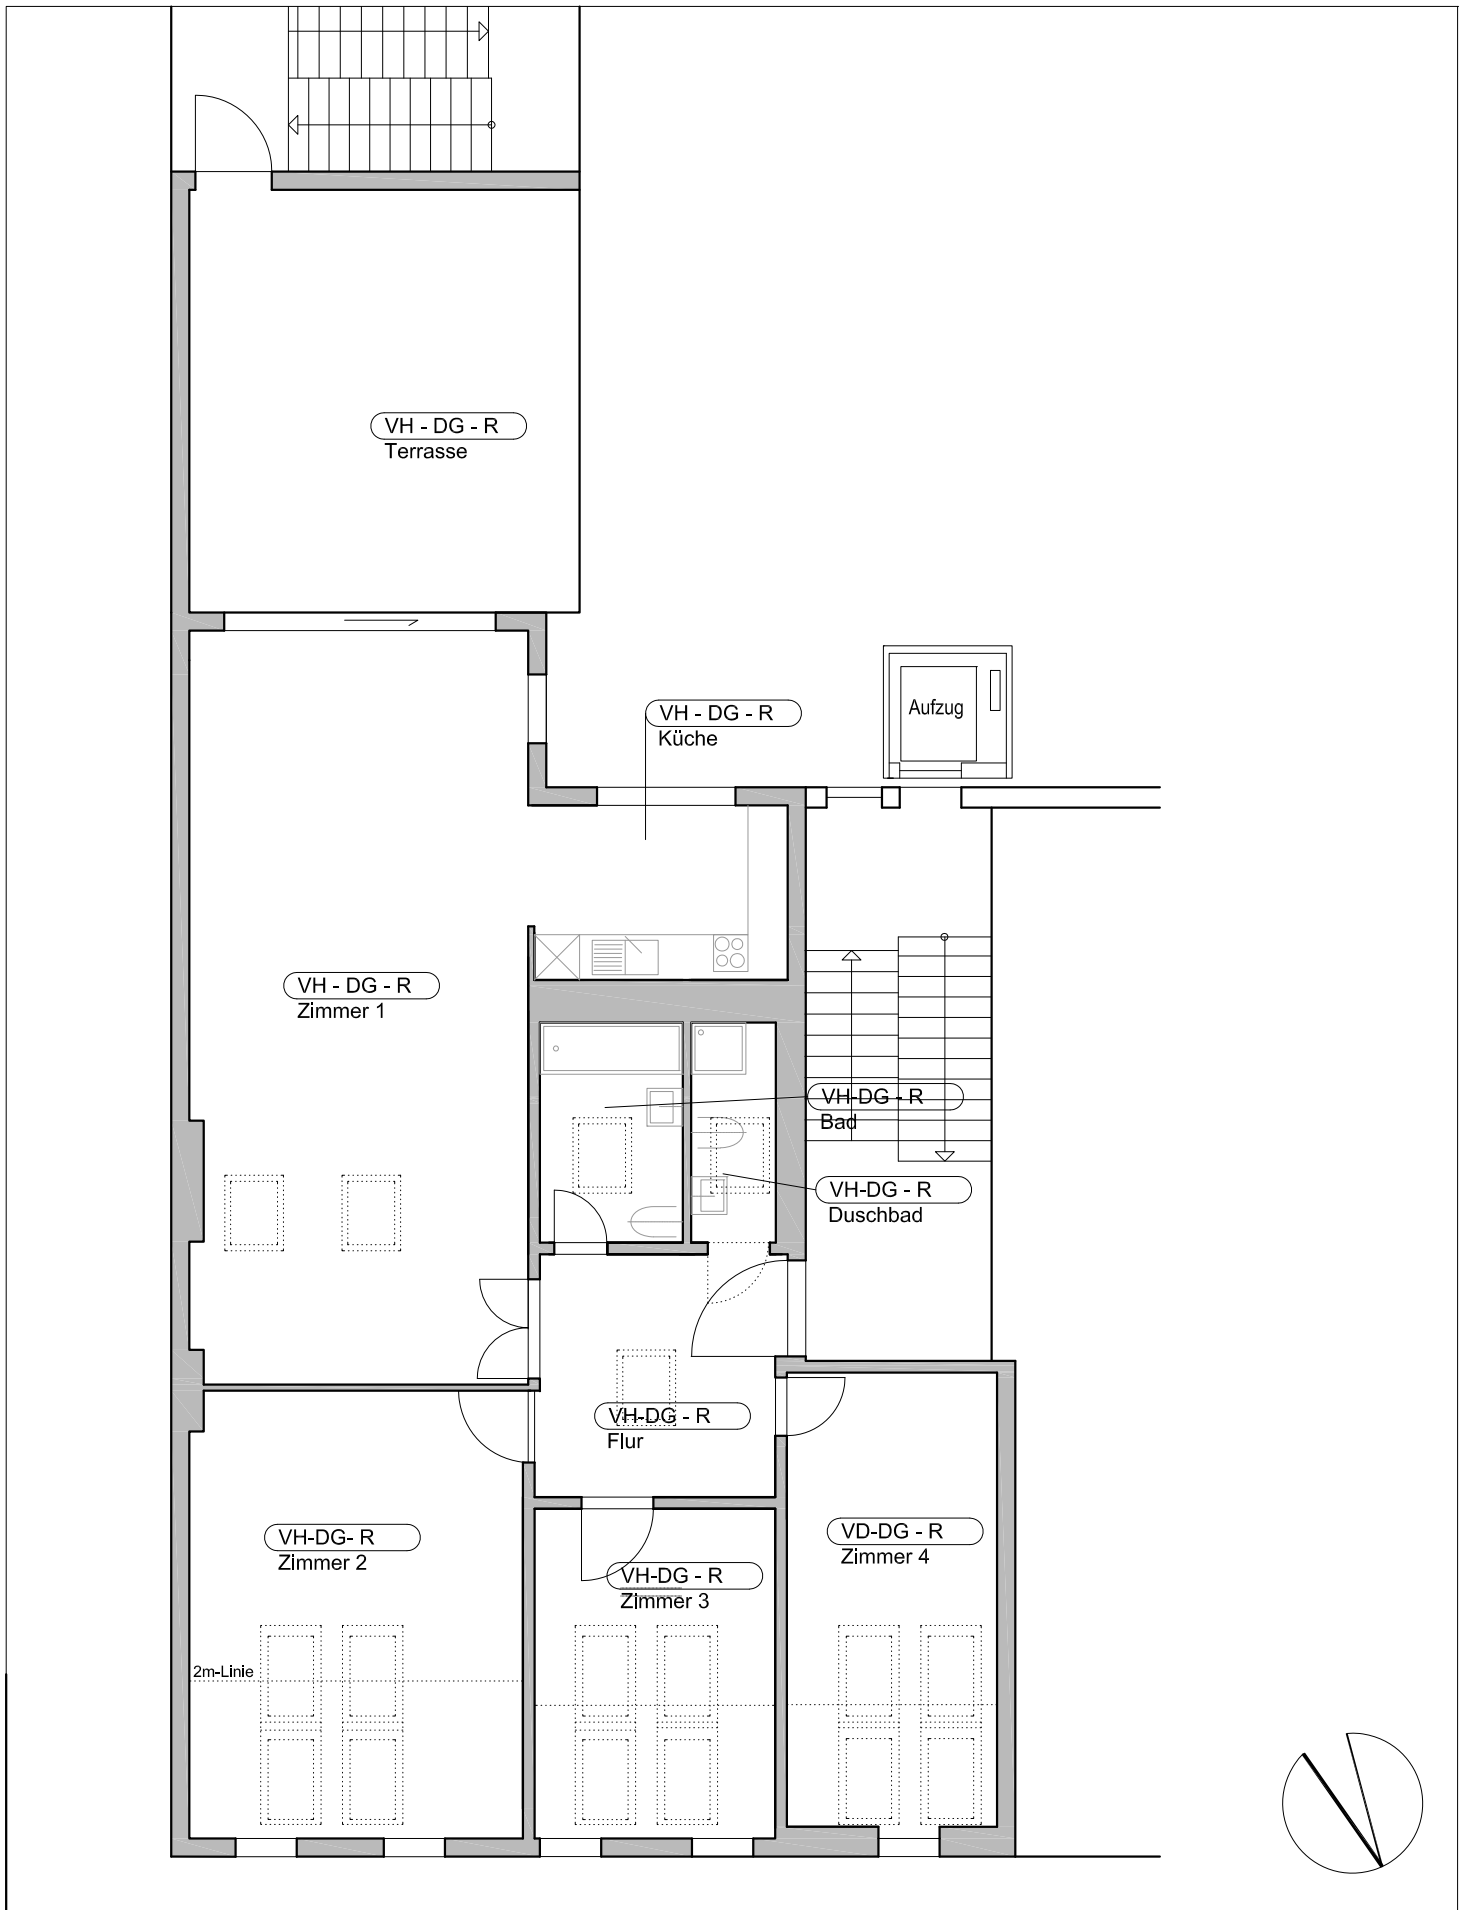 VH - DG - R
Terrasse
VH - DG - R
Küche
Aufzug
VH - DG - R
Zimmer 1
VH-DG - R
Bad
VH-DG - R
Duschbad
VH-DG - R
Flur
VH-DG- R
Zimmer 2
VH-DG - R
Zimmer 3
VD-DG - R
Zimmer 4
2m-Linie